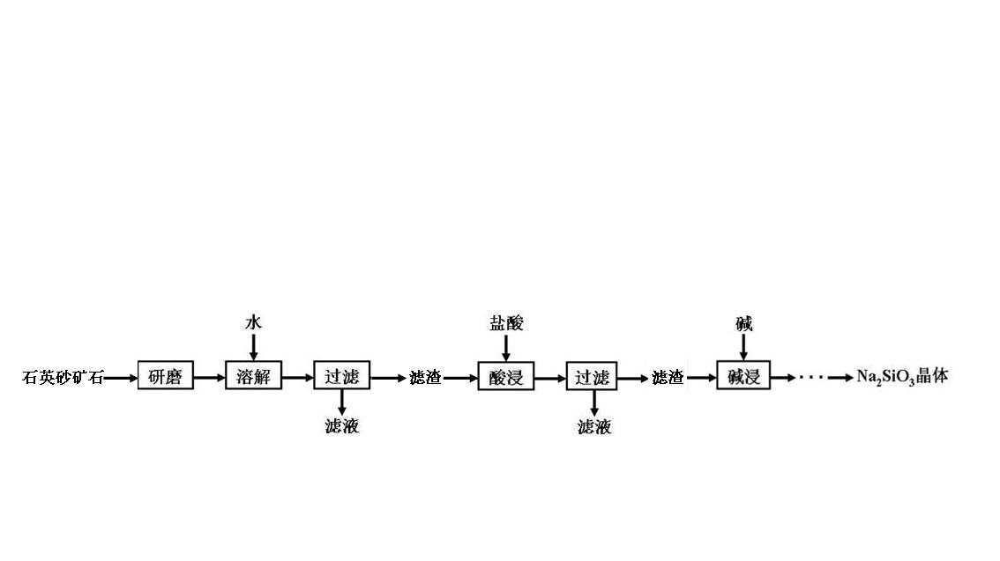 水 盐酸 碱
石英砂矿石 研磨 溶解 过滤 滤渣 酸浸 过滤 滤渣 碱浸 ··· Na₂SiO₃晶体
滤液 滤液